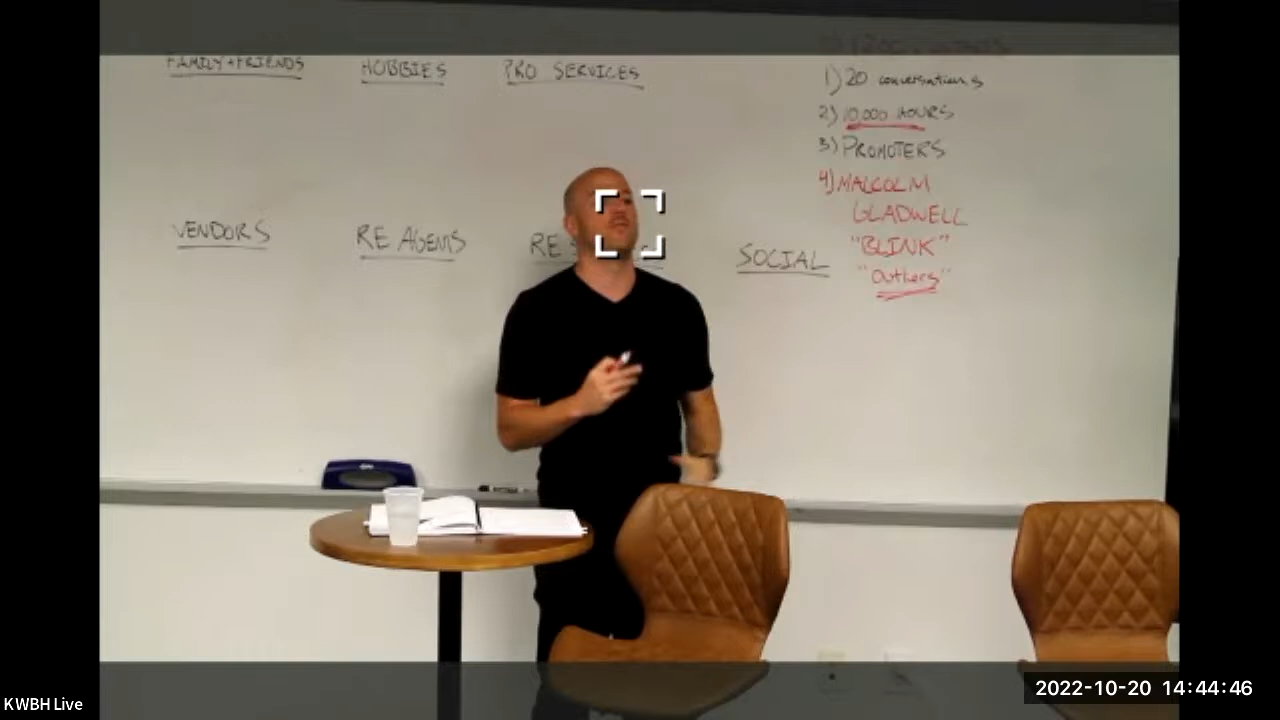 FAMILY+FRIENDS
HOBBIES
PRO SERVICES
1) 20 conversations
2) 10,000 HOURS
3) PROMOTERS
4) MALCOLM
GLADWELL
"BLINK"
"Outliers"
VENDORS
RE AGENTS
RE S
SOCIAL
KWBH Live
2022-10-20 14:44:46